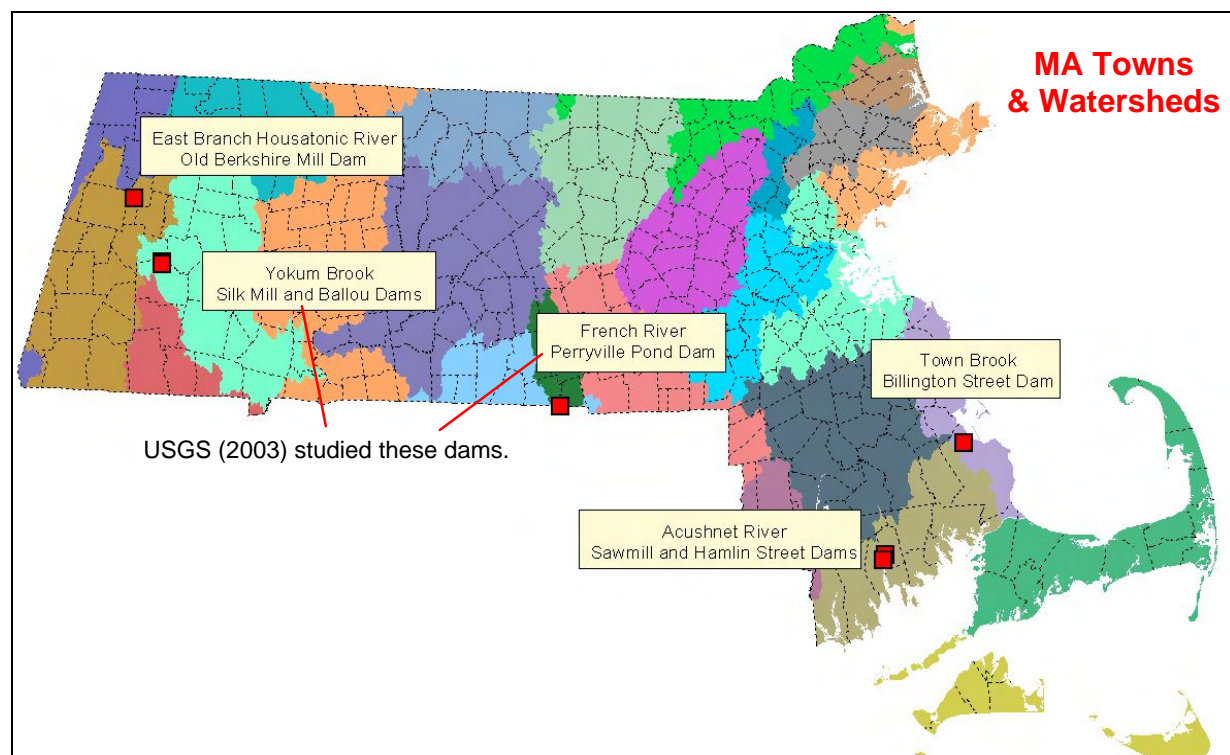 MA Towns
& Watersheds
East Branch Housatonic River
Old Berkshire Mill Dam
Yokum Brook
Silk Mill and Ballou Dams
French River
Perryville Pond Dam
Town Brook
Billington Street Dam
USGS (2003) studied these dams.
Acushnet River
Sawmill and Hamlin Street Dams